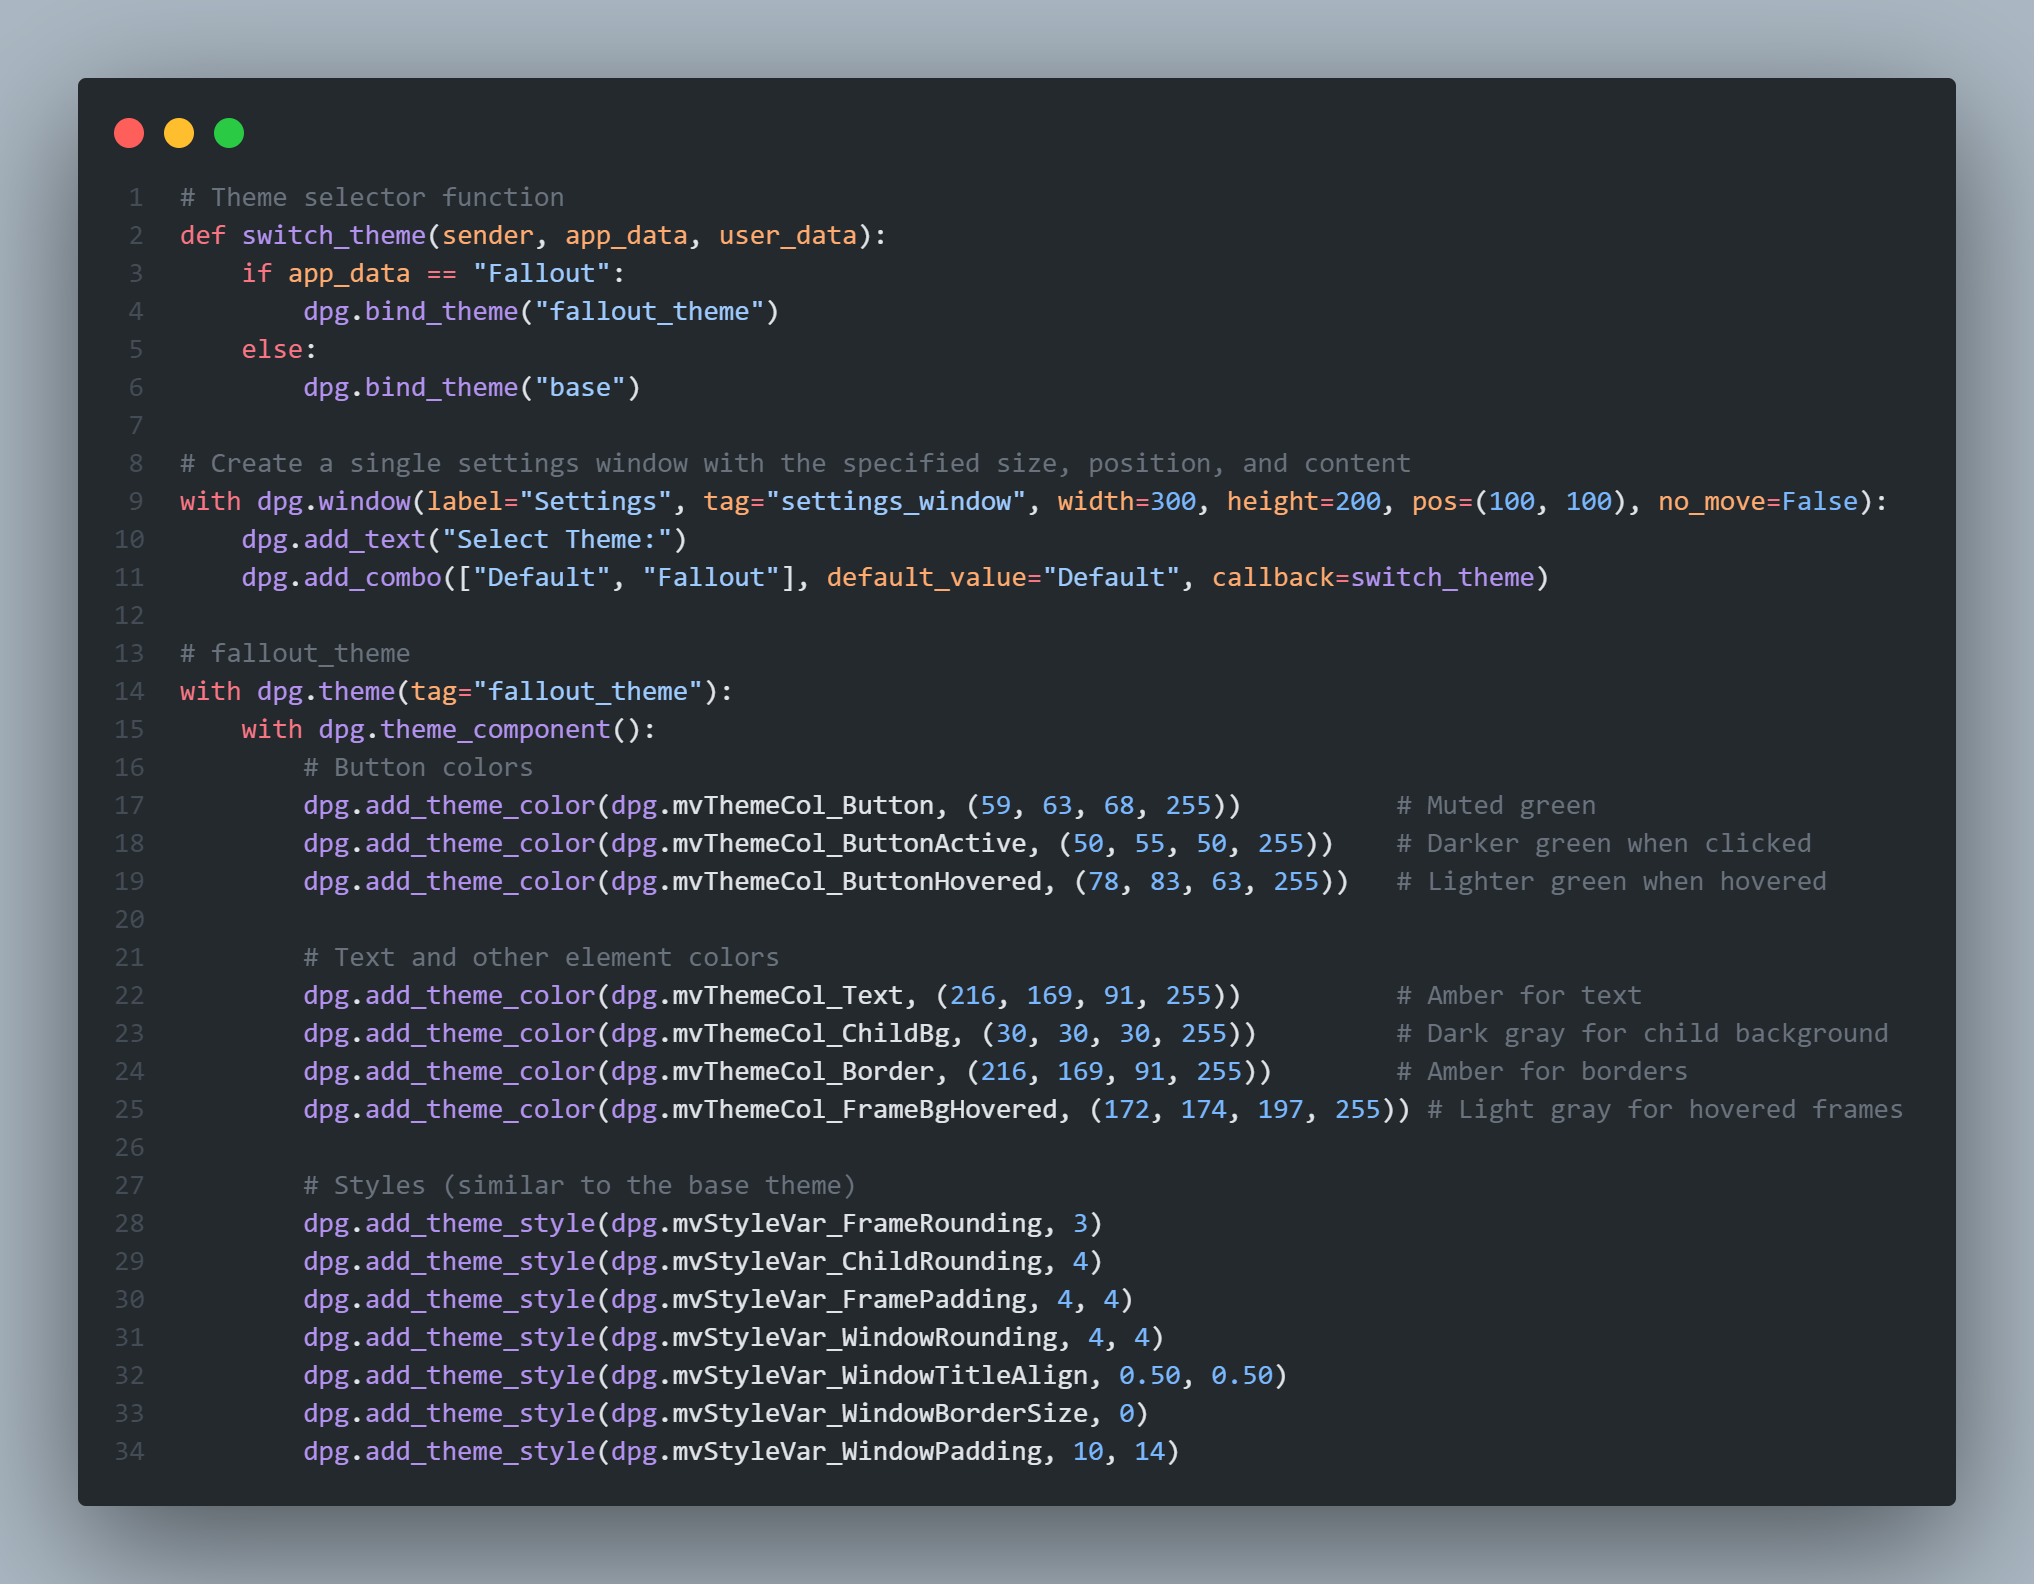 1 # Theme selector function
2 def switch_theme(sender, app_data, user_data):
3     if app_data == "Fallout":
4         dpg.bind_theme("fallout_theme")
5     else:
6         dpg.bind_theme("base")
7
8 # Create a single settings window with the specified size, position, and content
9 with dpg.window(label="Settings", tag="settings_window", width=300, height=200, pos=(100, 100), no_move=False):
10     dpg.add_text("Select Theme:")
11     dpg.add_combo(["Default", "Fallout"], default_value="Default", callback=switch_theme)
12
13 # fallout_theme
14 with dpg.theme(tag="fallout_theme"):
15     with dpg.theme_component():
16         # Button colors
17         dpg.add_theme_color(dpg.mvThemeCol_Button, (59, 63, 68, 255))          # Muted green
18         dpg.add_theme_color(dpg.mvThemeCol_ButtonActive, (50, 55, 50, 255))    # Darker green when clicked
19         dpg.add_theme_color(dpg.mvThemeCol_ButtonHovered, (78, 83, 63, 255))   # Lighter green when hovered
20
21         # Text and other element colors
22         dpg.add_theme_color(dpg.mvThemeCol_Text, (216, 169, 91, 255))          # Amber for text
23         dpg.add_theme_color(dpg.mvThemeCol_ChildBg, (30, 30, 30, 255))         # Dark gray for child background
24         dpg.add_theme_color(dpg.mvThemeCol_Border, (216, 169, 91, 255))        # Amber for borders
25         dpg.add_theme_color(dpg.mvThemeCol_FrameBgHovered, (172, 174, 197, 255)) # Light gray for hovered frames
26
27         # Styles (similar to the base theme)
28         dpg.add_theme_style(dpg.mvStyleVar_FrameRounding, 3)
29         dpg.add_theme_style(dpg.mvStyleVar_ChildRounding, 4)
30         dpg.add_theme_style(dpg.mvStyleVar_FramePadding, 4, 4)
31         dpg.add_theme_style(dpg.mvStyleVar_WindowRounding, 4, 4)
32         dpg.add_theme_style(dpg.mvStyleVar_WindowTitleAlign, 0.50, 0.50)
33         dpg.add_theme_style(dpg.mvStyleVar_WindowBorderSize, 0)
34         dpg.add_theme_style(dpg.mvStyleVar_WindowPadding, 10, 14)